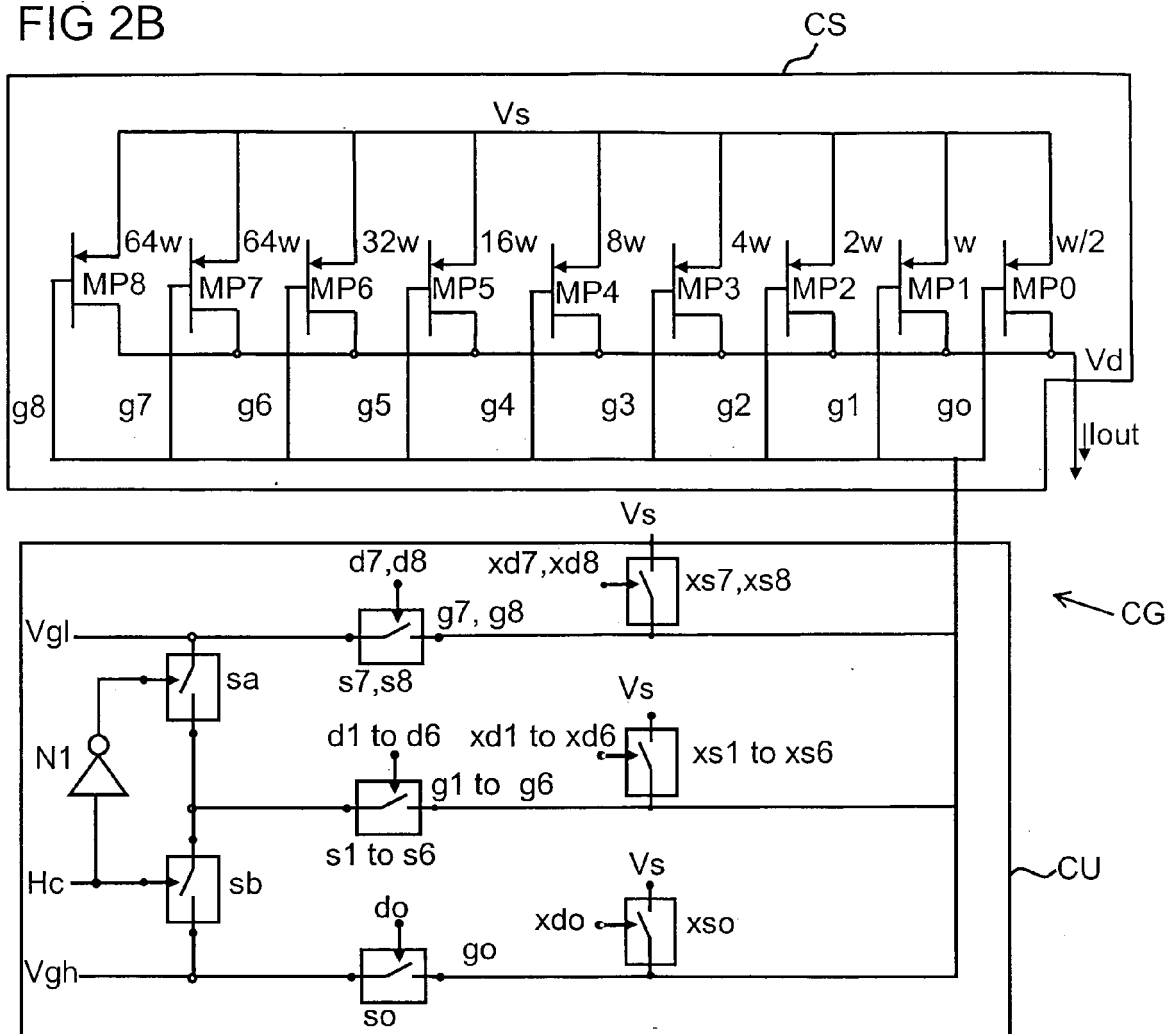 FIG 2B
CS
Vs
64w 64w 32w 16w 8w 4w 2w w w/2
MP8 MP7 MP6 MP5 MP4 MP3 MP2 MP1 MP0
Vd
g8 g7 g6 g5 g4 g3 g2 g1 go
Iout
Vs
d7,d8 xd7,xd8 xs7,xs8
g7, g8
CG
Vgl
s7,s8
sa
Vs
d1 to d6 xd1 to xd6 xs1 to xs6
N1
g1 to g6
s1 to s6
Vs
CU
Hc sb
do xdo xso
go
Vgh
so